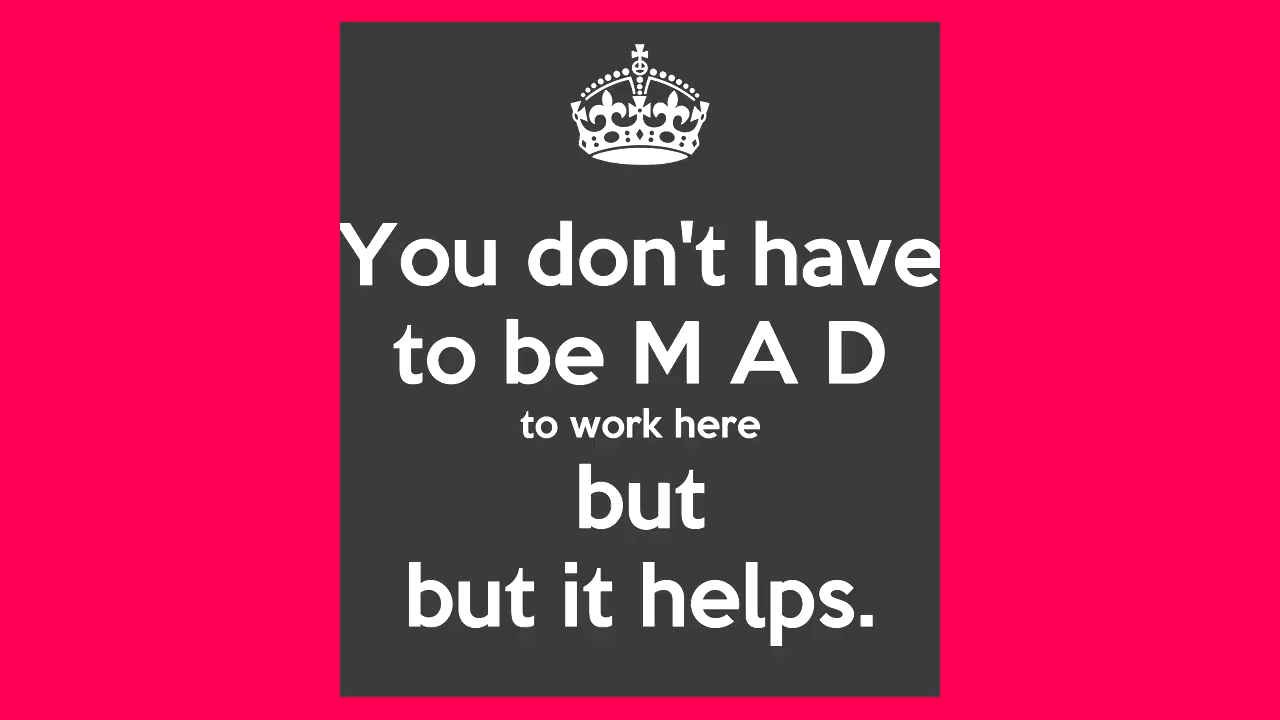 You don't have
to be M A D
to work here
but
but it helps.